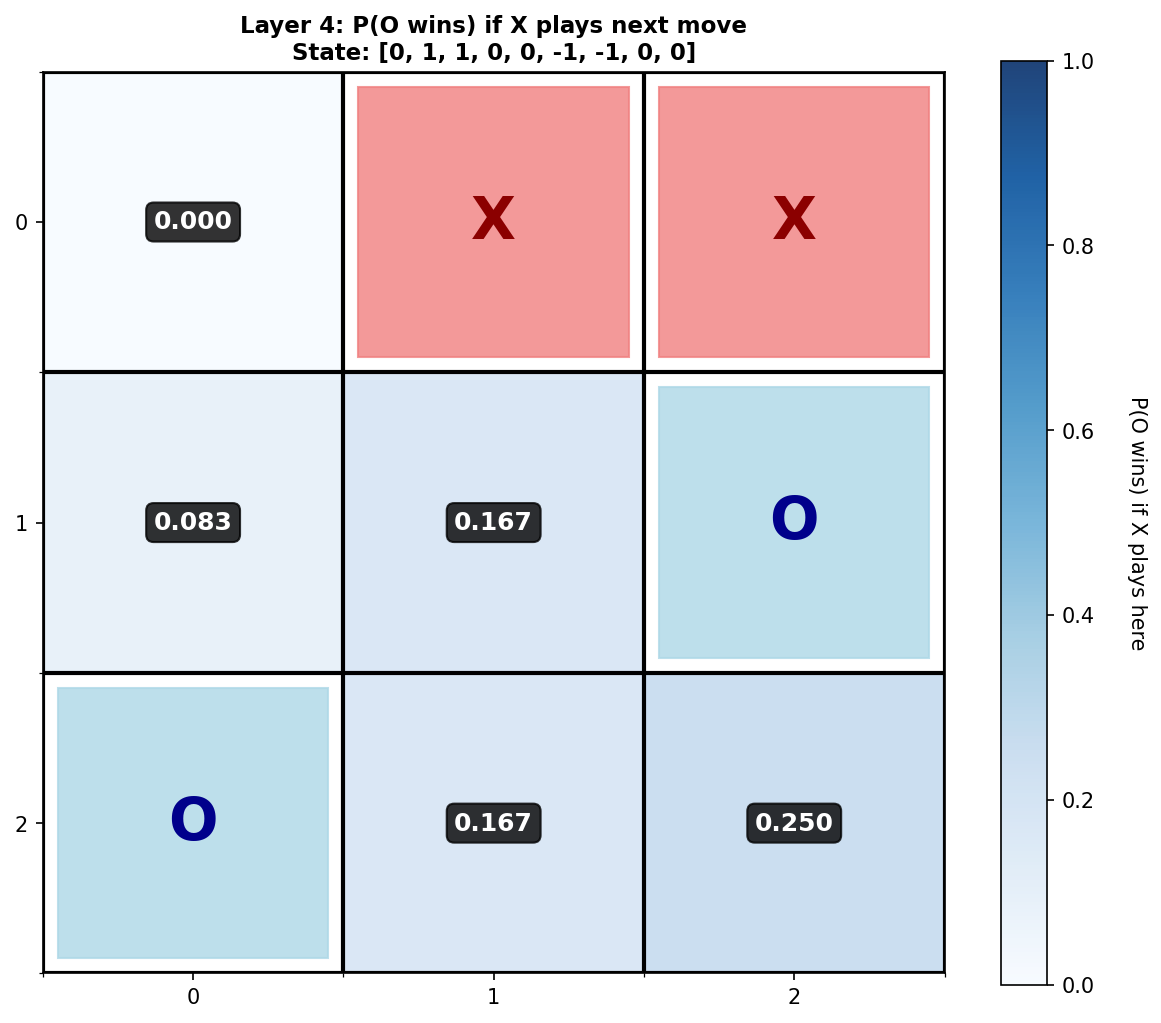 Layer 4: P(O wins) if X plays next move
State: [0, 1, 1, 0, 0, -1, -1, 0, 0]
0
0.000
X
X
1
0.083
0.167
O
2
O
0.167
0.250
0
1
2
1.0
0.8
0.6
0.4
0.2
0.0
P(O wins) if X plays here